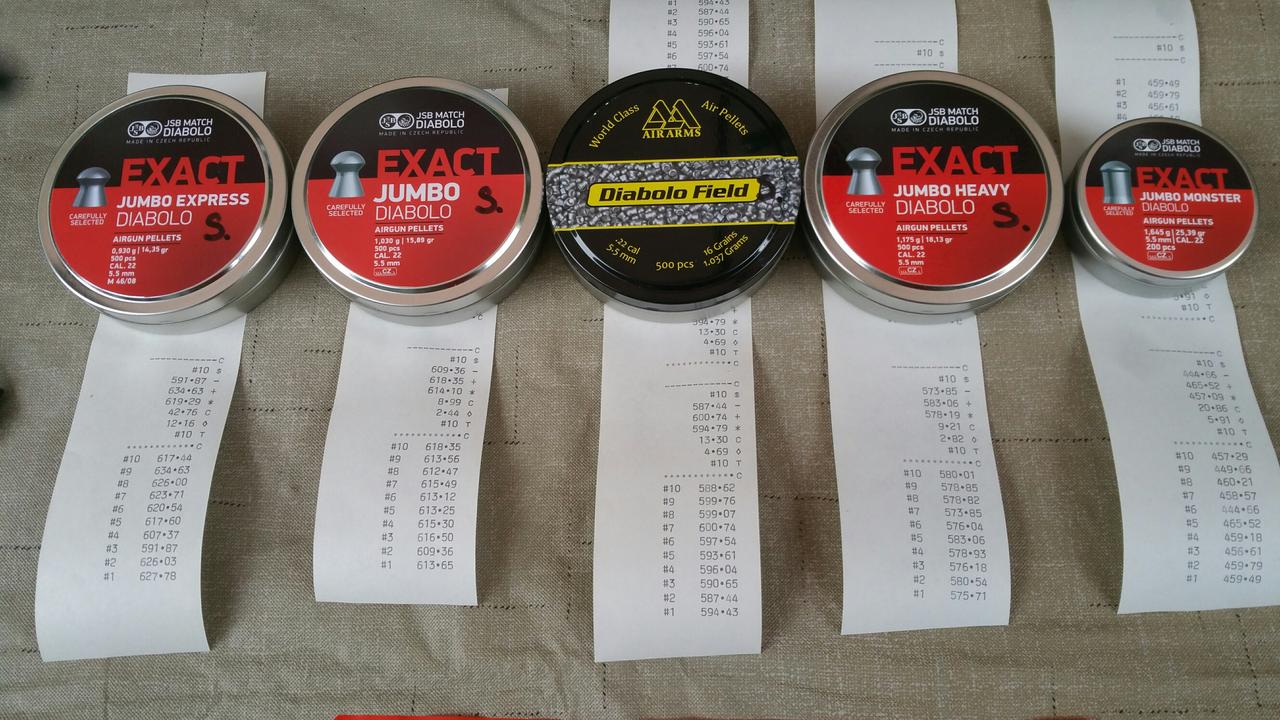 JSB MATCH
DIABOLO
MADE IN CZECH REPUBLIC
EXACT
JUMBO EXPRESS
DIABOLO
S.
CAREFULLY
SELECTED
AIRGUN PELLETS
0,930 g | 14,35 gr
500 pcs
CAL. 22
5.5 mm
M 46/08
----------C
#10 s
591•87 -
634•63 +
619•29 *
42•76 c
12•16 ◊
#10 T
••••••••••C
#10 617•44
#9 634•63
#8 626•00
#7 623•71
#6 620•54
#5 617•60
#4 607•37
#3 591•87
#2 626•03
#1 627•78
JSB MATCH
DIABOLO
MADE IN CZECH REPUBLIC
EXACT
JUMBO
DIABOLO
S.
CAREFULLY
SELECTED
AIRGUN PELLETS
1,030 g | 15,89 gr
500 pcs
CAL. 22
5.5 mm
CZ
----------C
#10 s
609•36 -
618•35 +
614•10 *
8•99 c
2•44 ◊
#10 T
••••••••••C
#10 618•35
#9 613•56
#8 612•47
#7 615•49
#6 613•12
#5 613•25
#4 615•30
#3 616•50
#2 609•36
#1 613•65
#1 594•43
#2 587•44
#3 590•65
#4 596•04
#5 593•61
#6 597•54
#7 600•74
World Class
Air Pellets
AIR ARMS
Diabolo Field
.22 cal
5.5 mm
500 pcs
16 Grains
1.037 Grams
+
594•79 *
13•30 C
4•69 ◊
#10 T
••••••••••C
----------C
#10 s
587•44 -
600•74 +
594•79 *
13•30 C
4•69 ◊
#10 T
••••••••••C
#10 588•62
#9 599•76
#8 599•07
#7 600•74
#6 597•54
#5 593•61
#4 596•04
#3 590•65
#2 587•44
#1 594•43
----------C
#10 s
----------C
JSB MATCH
DIABOLO
MADE IN CZECH REPUBLIC
EXACT
JUMBO HEAVY
DIABOLO
S.
CAREFULLY
SELECTED
AIRGUN PELLETS
1,175 g | 18,13 gr
500 pcs
CAL. 22
5.5 mm
CZ
----------C
#10 s
573•85 -
583•06 +
578•19 *
9•21 C
2•82 ◊
#10 T
••••••••••C
#10 580•01
#9 578•85
#8 578•82
#7 573•85
#6 576•04
#5 583•06
#4 578•93
#3 576•18
#2 580•54
#1 575•71
----------C
#10 s
----------C
#1 459•49
#2 459•79
#3 456•61
JSB MATCH
DIABOLO
MADE IN CZECH REPUBLIC
EXACT
JUMBO MONSTER
DIABOLO
CAREFULLY
SELECTED
AIRGUN PELLETS
1,645 g | 25,39 gr
5.5 mm | CAL. 22
200 pcs
CZ
5•91 ◊
#10 T
••••••••••C
----------C
#10 s
444•66 -
465•52 +
457•09 *
20•86 C
5•91 ◊
#10 T
••••••••••C
#10 457•29
#9 449•66
#8 460•21
#7 458•57
#6 444•66
#5 465•52
#4 459•18
#3 456•61
#2 459•79
#1 459•49